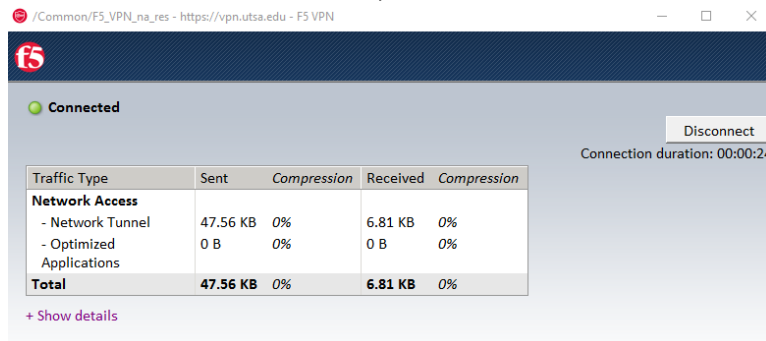 /Common/F5_VPN_na_res - https://vpn.utsa.edu - F5 VPN
f5
Connected
Disconnect
Connection duration: 00:00:24
Traffic Type Sent Compression Received Compression
Network Access
- Network Tunnel 47.56 KB 0% 6.81 KB 0%
- Optimized 0 B 0% 0 B 0%
Applications
Total 47.56 KB 0% 6.81 KB 0%
+ Show details